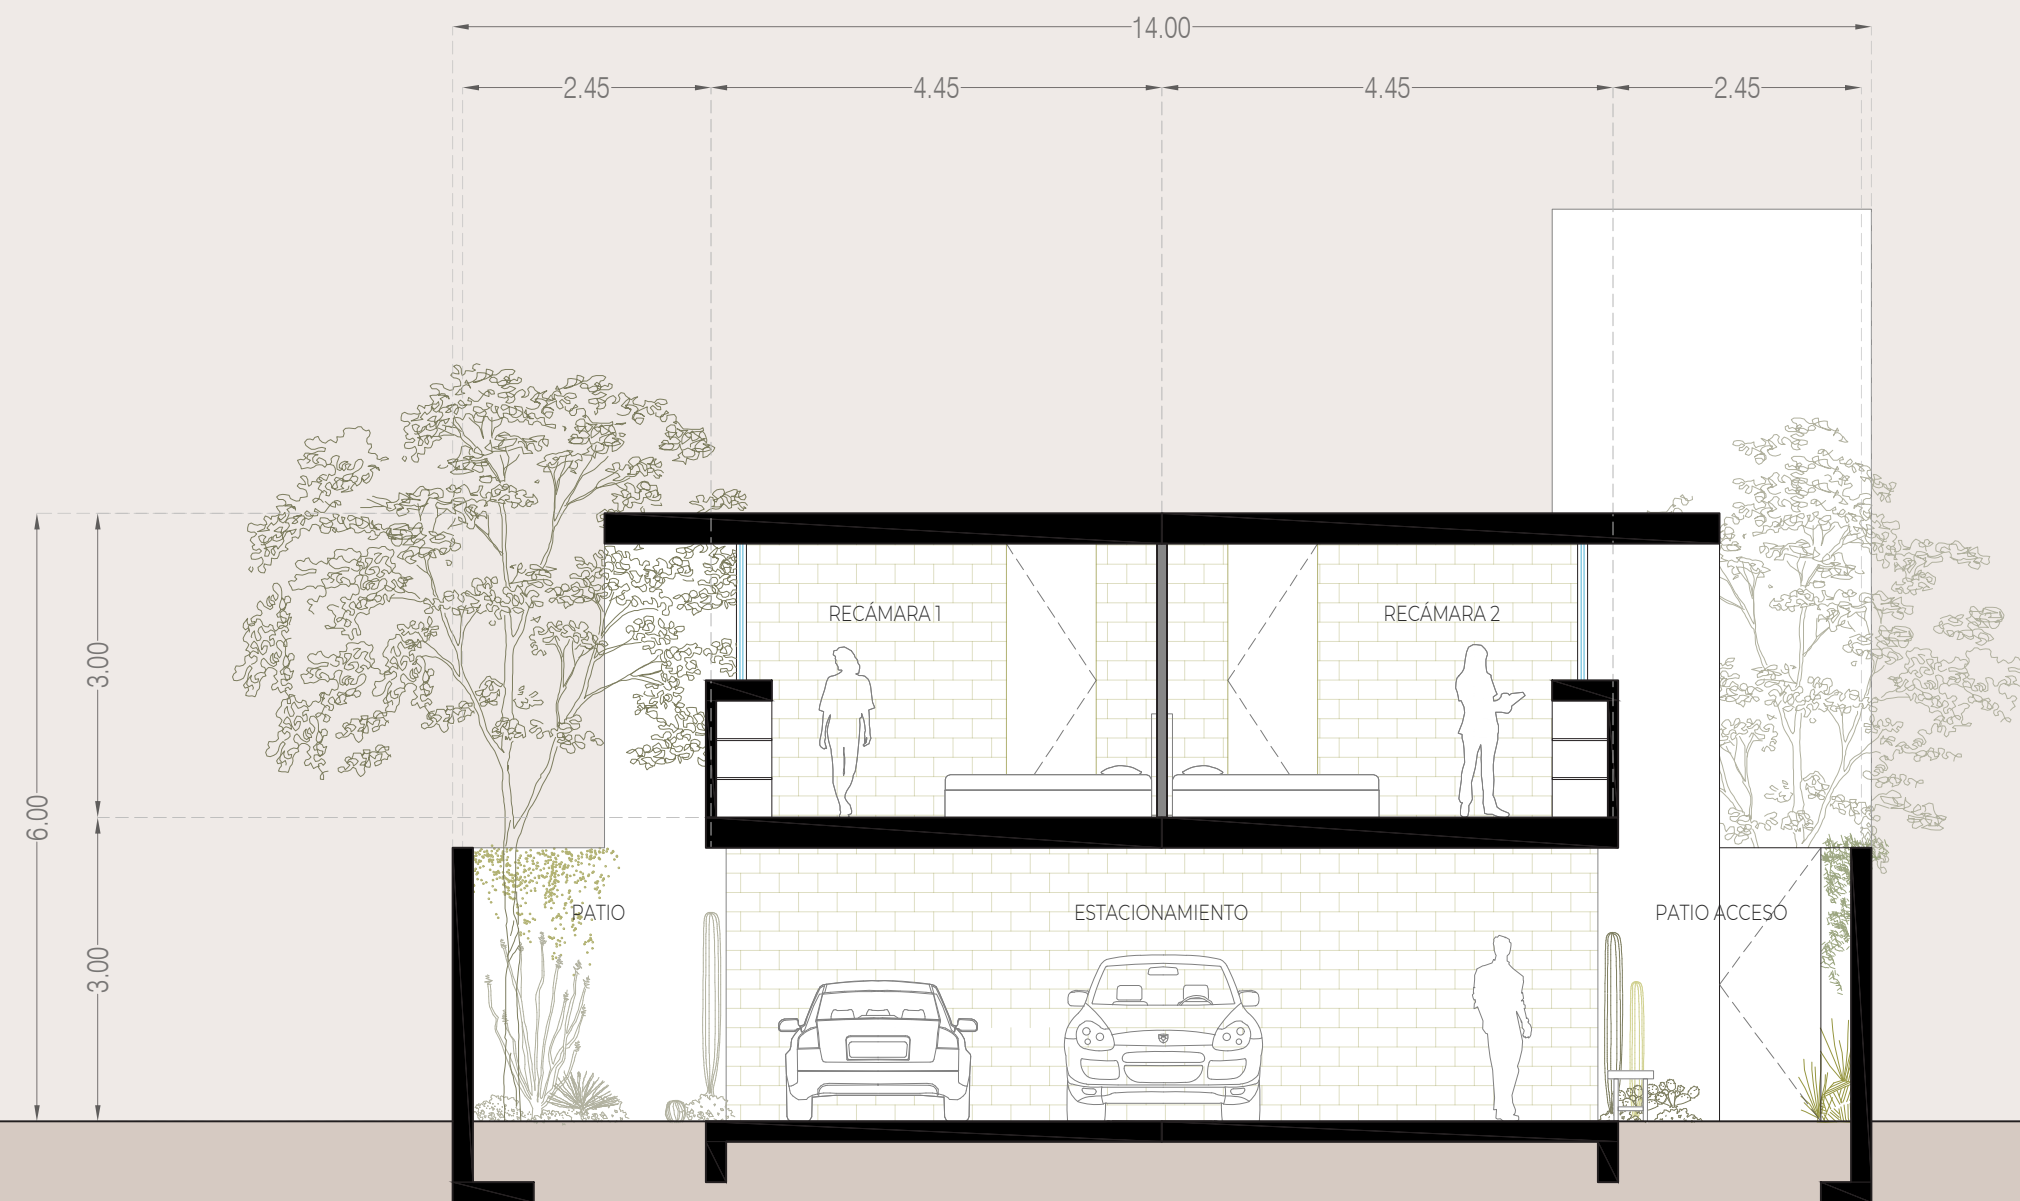 14.00
2.45
4.45
4.45
2.45
RECÁMARA 1
RECÁMARA 2
3.00
6.00
PATIO
ESTACIONAMIENTO
PATIO ACCESO
3.00